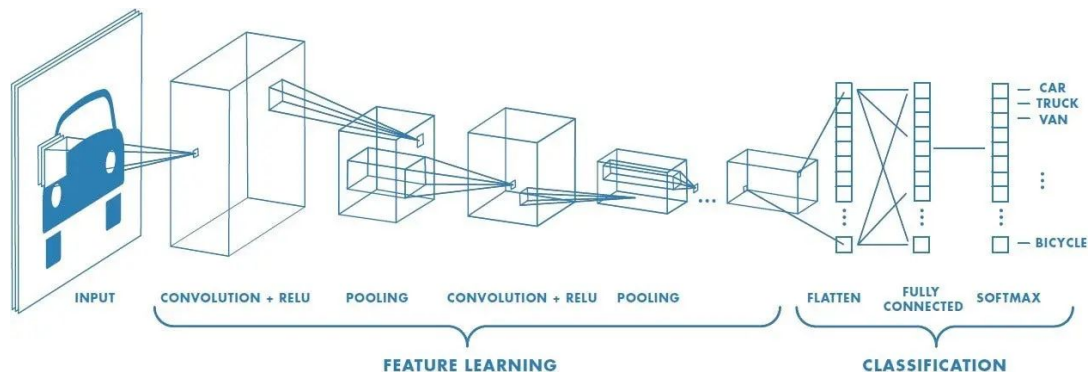 CAR
TRUCK
VAN
BICYCLE
INPUT
CONVOLUTION + RELU
POOLING
CONVOLUTION + RELU
POOLING
FLATTEN
FULLY
CONNECTED
SOFTMAX
FEATURE LEARNING
CLASSIFICATION